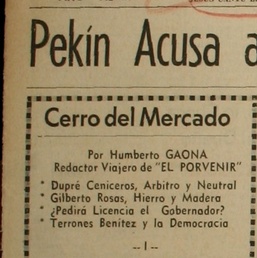 Pekín Acusa a
Cerro del Mercado
Por Humberto GAONA
Redactor Viajero de "EL PORVENIR"
* Dupré Ceniceros, Arbitro y Neutral
* Gilberto Rosas, Hierro y Madera
* ¿Pedirá Licencia el Gobernador?
* Terrones Benítez y la Democracia
-- I --